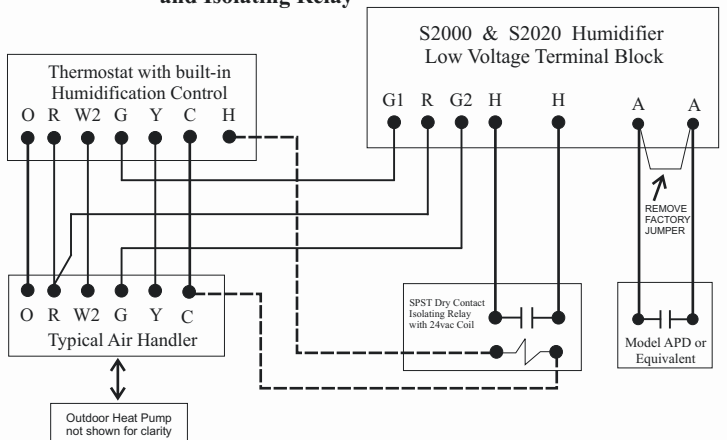 and Isolating Relay
S2000 & S2020 Humidifier
Low Voltage Terminal Block
G1 R G2 H H A A
Thermostat with built-in
Humidification Control
O R W2 G Y C H
REMOVE
FACTORY
JUMPER
SPST Dry Contact
Isolating Relay
with 24vac Coil
O R W2 G Y C
Typical Air Handler
Model APD or
Equivalent
Outdoor Heat Pump
not shown for clarity